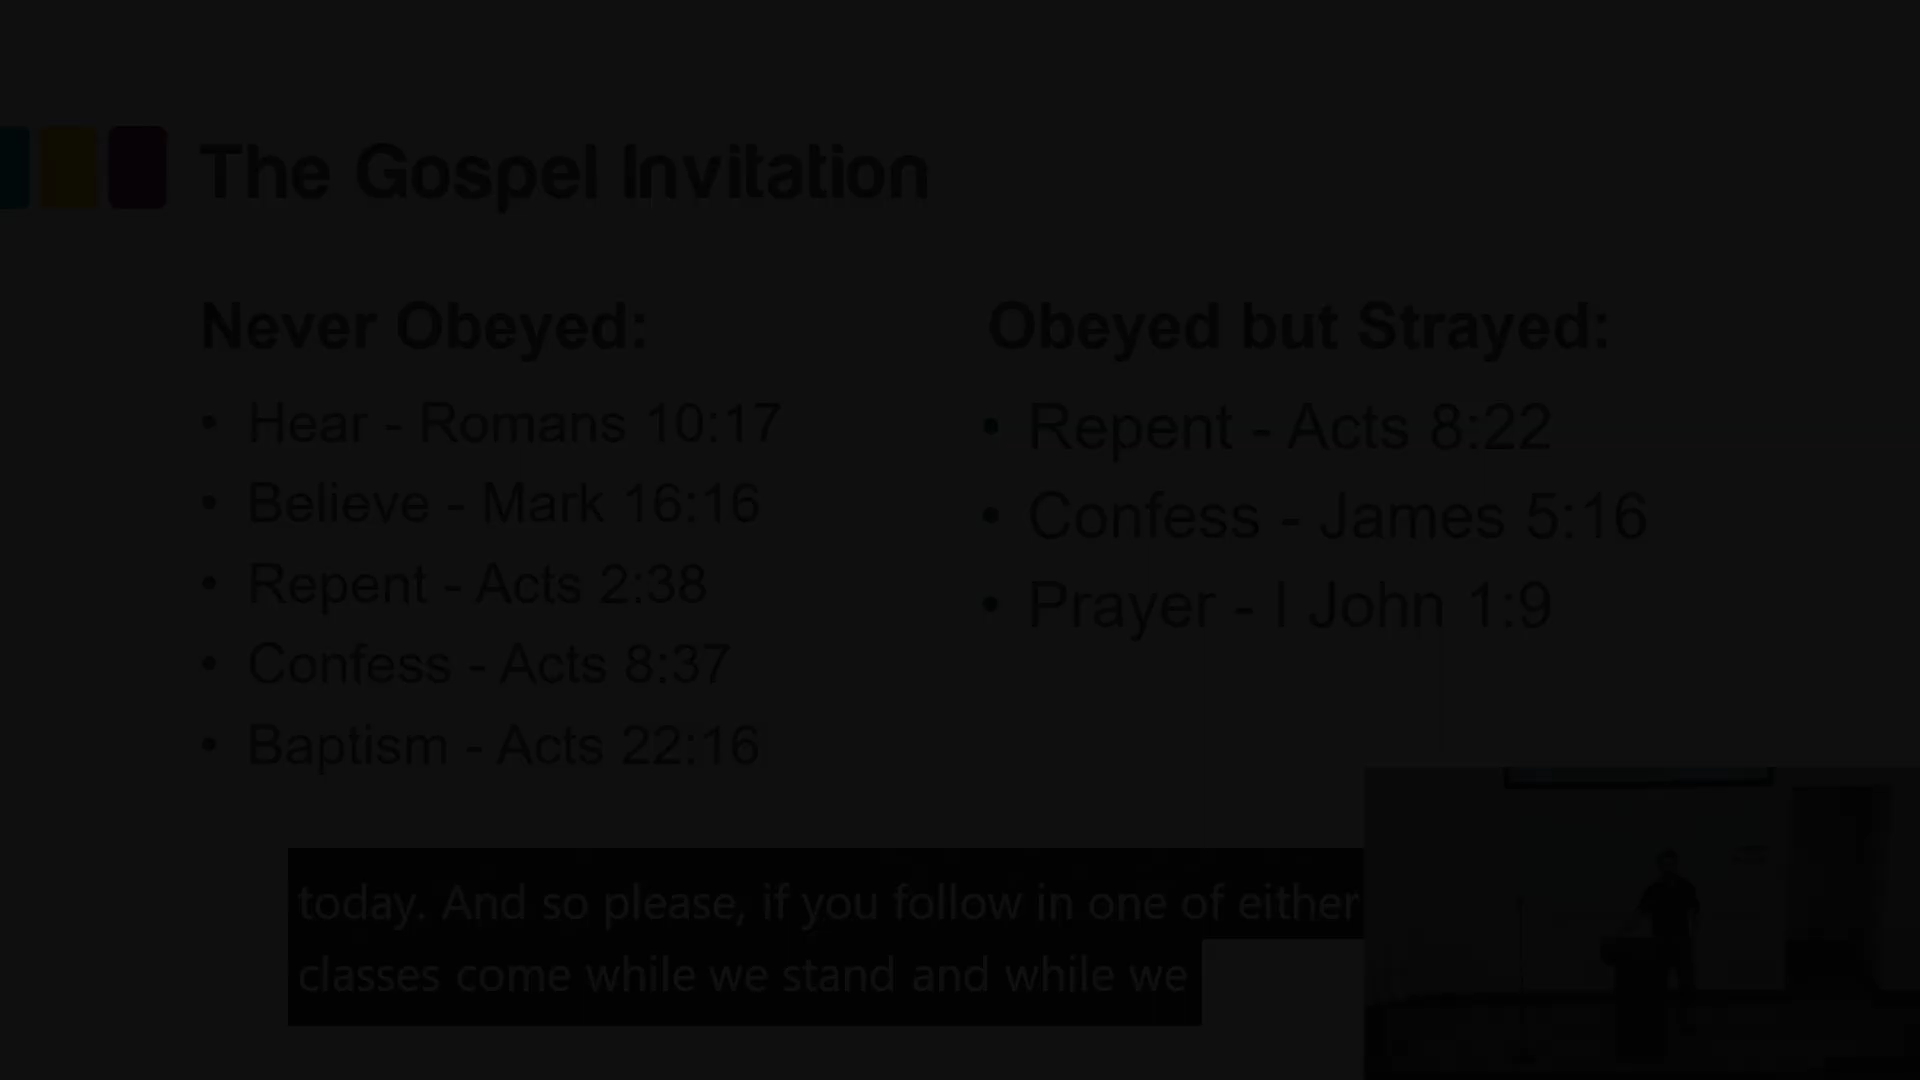 The Gospel Invitation
Never Obeyed:
• Hear - Romans 10:17
• Believe - Mark 16:16
• Repent - Acts 2:38
• Confess - Acts 8:37
• Baptism - Acts 22:16
Obeyed but Strayed:
• Repent - Acts 8:22
• Confess - James 5:16
• Prayer - I John 1:9
today. And so please, if you follow in one of either
classes come while we stand and while we